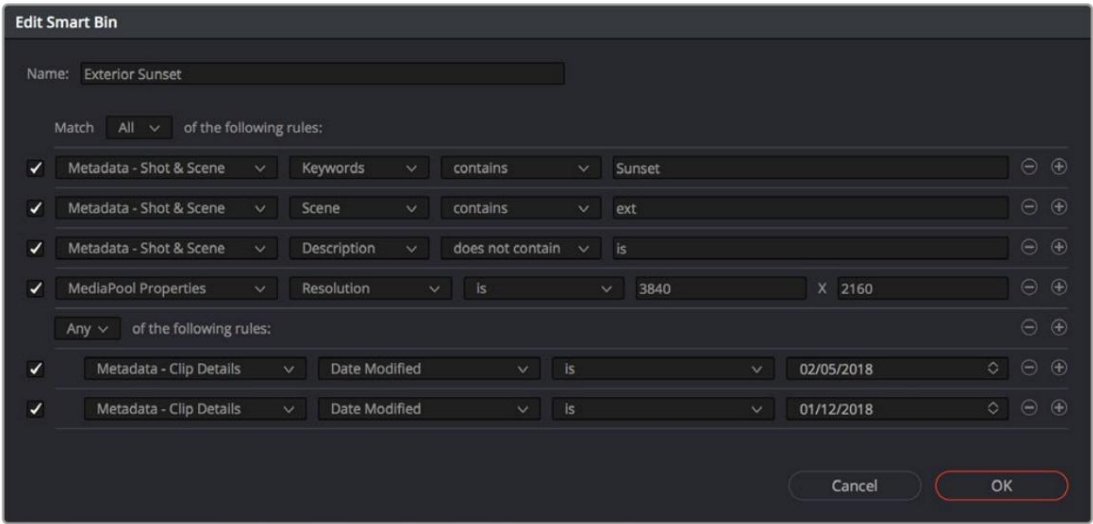 Edit Smart Bin
Name: Exterior Sunset
Match All of the following rules:
Metadata - Shot & Scene Keywords contains Sunset
Metadata - Shot & Scene Scene contains ext
Metadata - Shot & Scene Description does not contain is
MediaPool Properties Resolution is 3840 X 2160
Any of the following rules:
Metadata - Clip Details Date Modified is 02/05/2018
Metadata - Clip Details Date Modified is 01/12/2018
Cancel OK